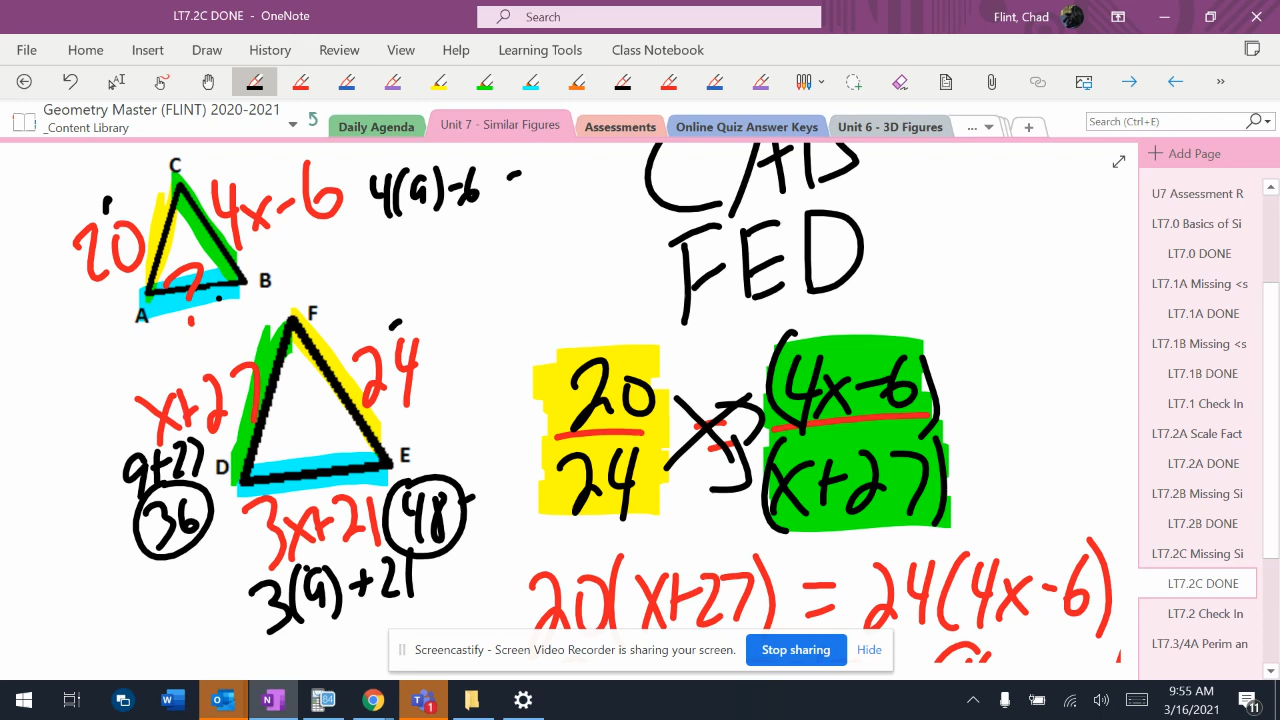 LT7.2C DONE - OneNote
Search
Flint, Chad
File Home Insert Draw History Review View Help Learning Tools Class Notebook
Geometry Master (FLINT) 2020-2021
_Content Library
Daily Agenda
Unit 7 - Similar Figures
Assessments
Online Quiz Answer Keys
Unit 6 - 3D Figures
...
Search (Ctrl+E)
Add Page
U7 Assessment R
LT7.0 Basics of Si
LT7.0 DONE
LT7.1A Missing <s
LT7.1A DONE
LT7.1B Missing <s
LT7.1B DONE
LT7.1 Check In
LT7.2A Scale Fact
LT7.2A DONE
LT7.2B Missing Si
LT7.2B DONE
LT7.2C Missing Si
LT7.2C DONE
LT7.2 Check In
LT7.3/4A Perim an
C
20
4x-6
4(9)-6
?
A
B
CAB
FED
F
x+27
24
9+27
36
D
E
3x+21
48
3(9)+21
20
24
=
(4x-6)
(x+27)
20(x+27) = 24(4x-6)
Screencastify - Screen Video Recorder is sharing your screen.
Stop sharing
Hide
84
1
9:55 AM
3/16/2021
11